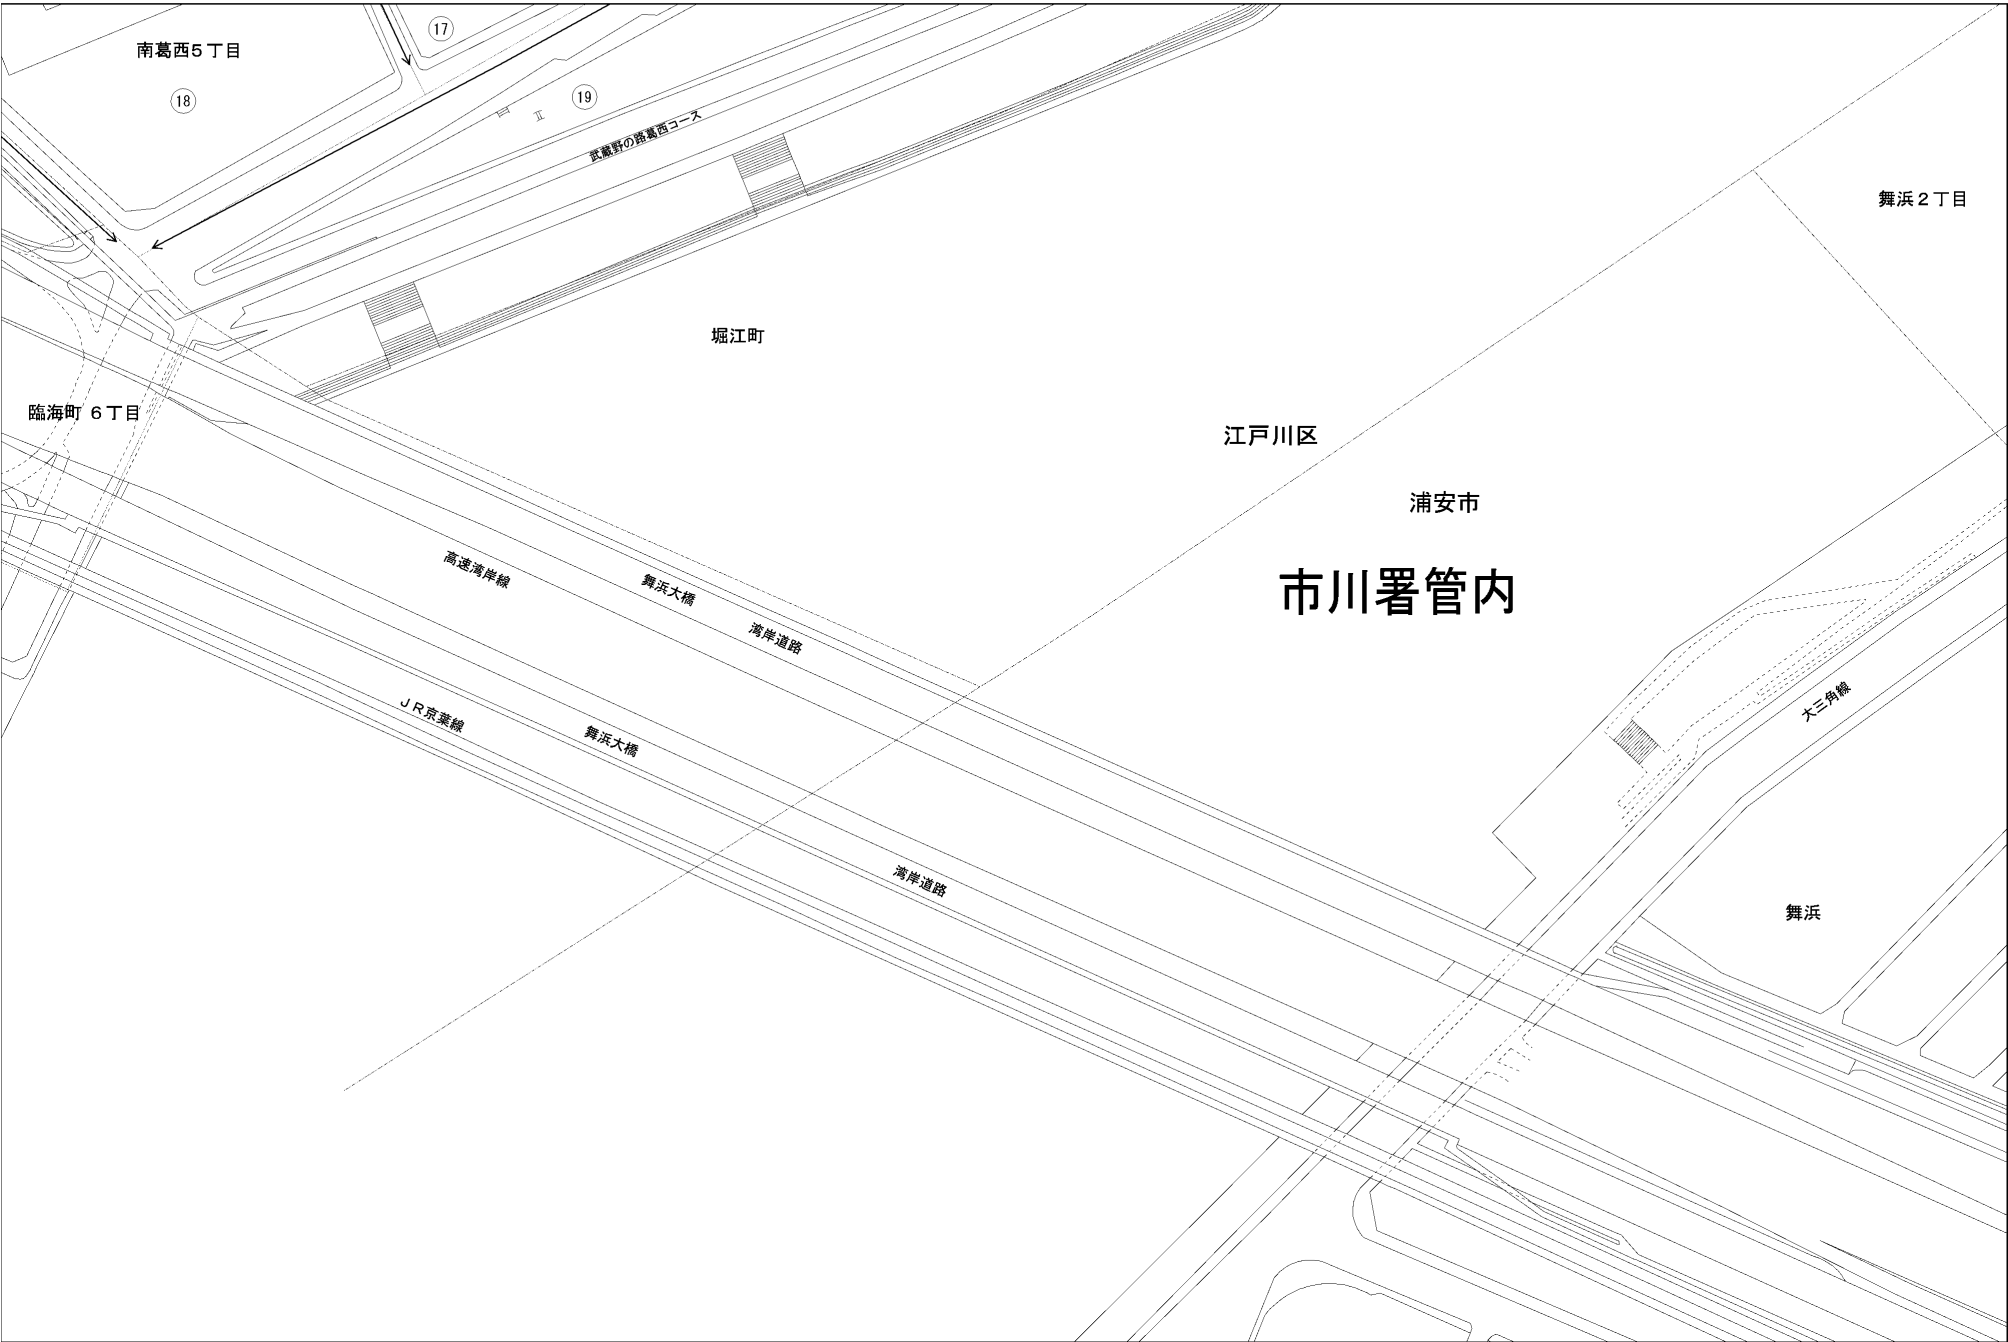 南葛西5丁目
⑰
⑱
⑲
武蔵野の路葛西コース
舞浜2丁目
堀江町
臨海町 6丁目
江戸川区
浦安市
市川署管内
高速湾岸線
舞浜大橋
湾岸道路
JR京葉線
舞浜大橋
大三角線
湾岸道路
舞浜